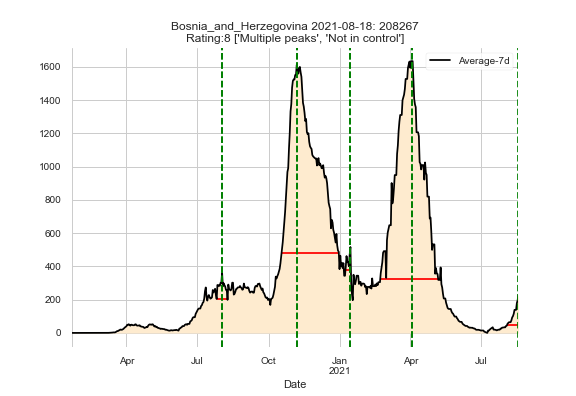 Bosnia_and_Herzegovina 2021-08-18: 208267
Rating:8 ['Multiple peaks', 'Not in control']
Average-7d
1600
1400
1200
1000
800
600
400
200
0
Apr Jul Oct Jan Apr Jul
2021
Date